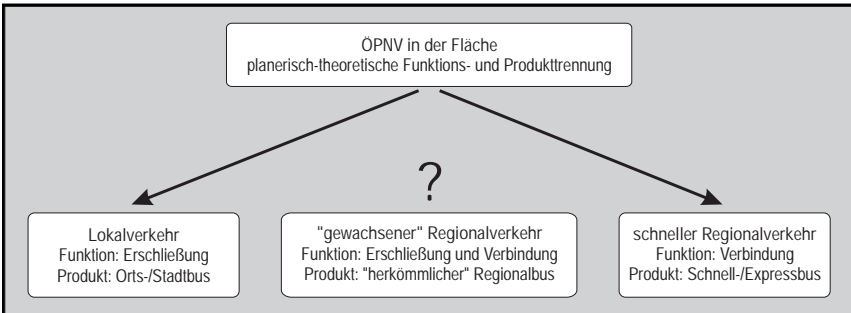 ÖPNV in der Fläche
planerisch-theoretische Funktions- und Produkttrennung
?
Lokalverkehr
Funktion: Erschließung
Produkt: Orts-/Stadtbus
"gewachsener" Regionalverkehr
Funktion: Erschließung und Verbindung
Produkt: "herkömmlicher" Regionalbus
schneller Regionalverkehr
Funktion: Verbindung
Produkt: Schnell-/Expressbus